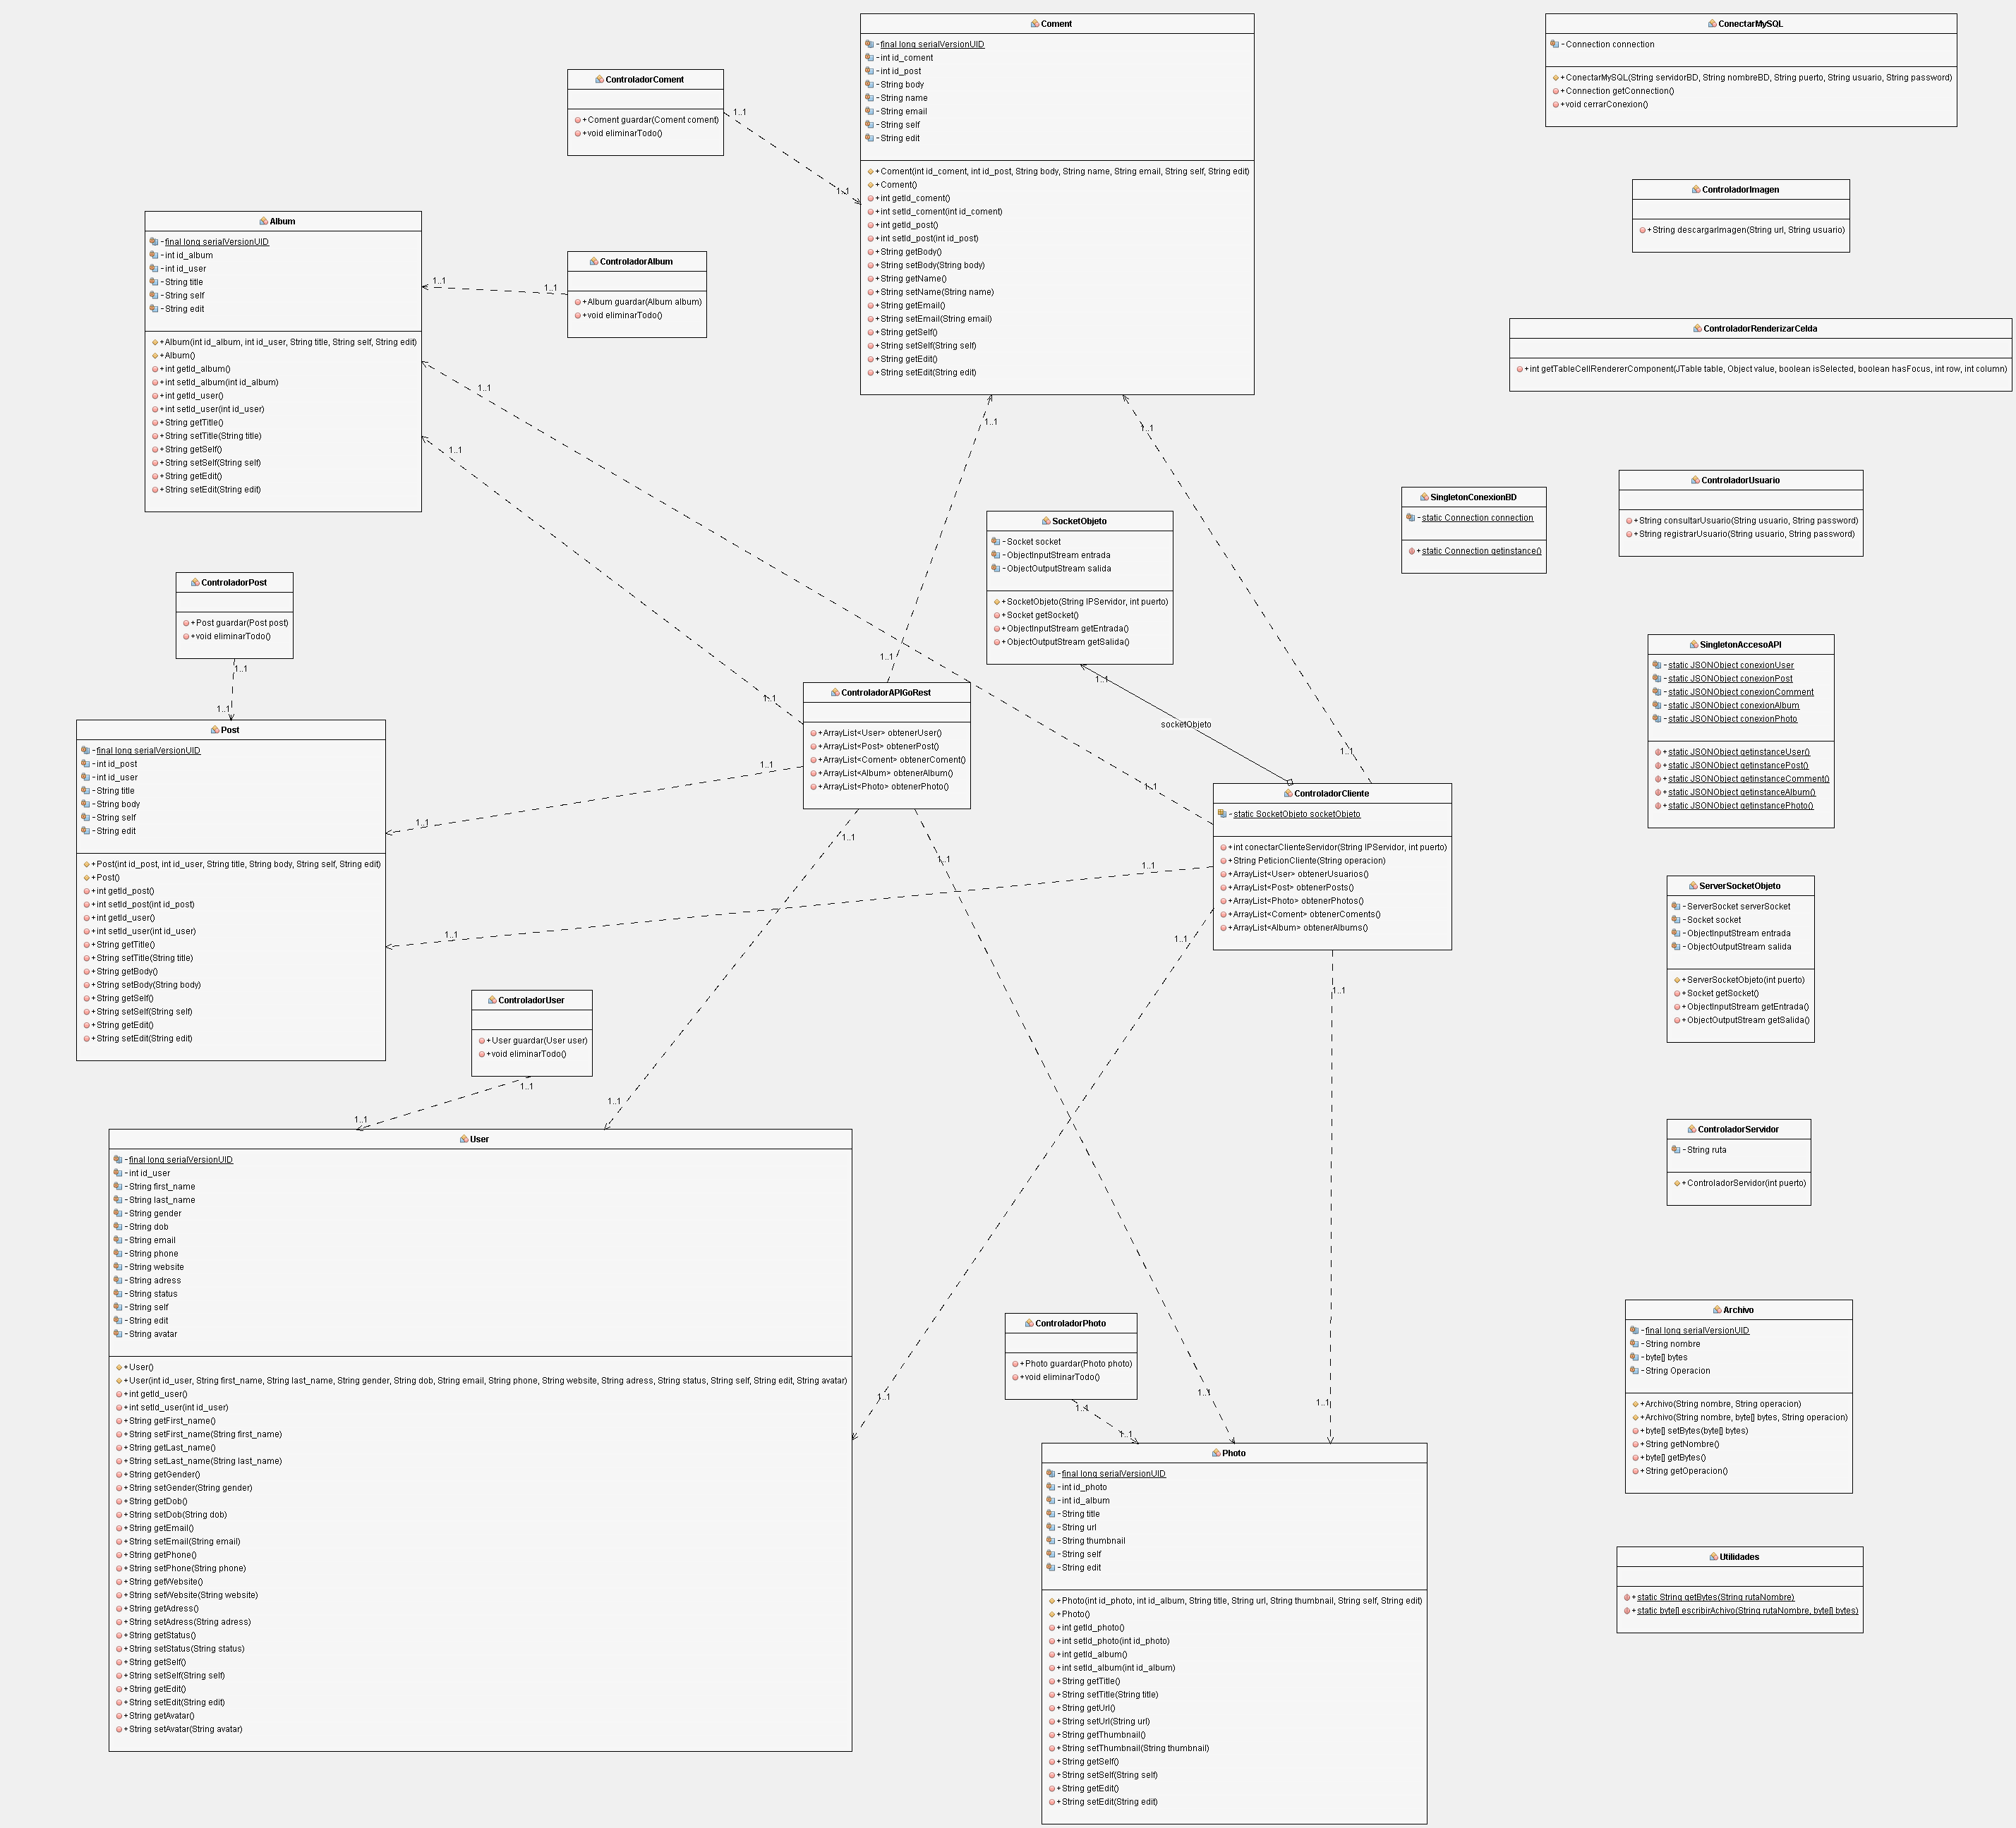 Coment
-final long serialVersionUID
-int id_coment
-int id_post
-String body
-String name
-String email
-String self
-String edit
+Coment(int id_coment, int id_post, String body, String name, String email, String self, String edit)
+Coment()
+int getId_coment()
+int setId_coment(int id_coment)
+int getId_post()
+int setId_post(int id_post)
+String getBody()
+String setBody(String body)
+String getName()
+String setName(String name)
+String getEmail()
+String setEmail(String email)
+String getSelf()
+String setSelf(String self)
+String getEdit()
+String setEdit(String edit)
ConectarMySQL
-Connection connection
+ConectarMySQL(String servidorBD, String nombreBD, String puerto, String usuario, String password)
+Connection getConnection()
+void cerrarConexion()
ControladorComent
+Coment guardar(Coment coment)
+void eliminarTodo()
1..1
1..1
ControladorImagen
+String descargarImagen(String url, String usuario)
Album
-final long serialVersionUID
-int id_album
-int id_user
-String title
-String self
-String edit
+Album(int id_album, int id_user, String title, String self, String edit)
+Album()
+int getId_album()
+int setId_album(int id_album)
+int getId_user()
+int setId_user(int id_user)
+String getTitle()
+String setTitle(String title)
+String getSelf()
+String setSelf(String self)
+String getEdit()
+String setEdit(String edit)
1..1
1..1
ControladorAlbum
+Album guardar(Album album)
+void eliminarTodo()
1..1
1..1
1..1
1..1
ControladorRenderizarCelda
+int getTableCellRendererComponent(JTable table, Object value, boolean isSelected, boolean hasFocus, int row, int column)
SocketObjeto
-Socket socket
-ObjectInputStream entrada
-ObjectOutputStream salida
+SocketObjeto(String IPServidor, int puerto)
+Socket getSocket()
+ObjectInputStream getEntrada()
+ObjectOutputStream getSalida()
SingletonConexionBD
-static Connection connection
+static Connection getinstance()
ControladorUsuario
+String consultarUsuario(String usuario, String password)
+String registrarUsuario(String usuario, String password)
ControladorPost
+Post guardar(Post post)
+void eliminarTodo()
1..1
1..1
1..1
1..1
1..1
socketObjeto
1..1
1..1
SingletonAccesoAPI
-static JSONObject conexionUser
-static JSONObject conexionPost
-static JSONObject conexionComment
-static JSONObject conexionAlbum
-static JSONObject conexionPhoto
+static JSONObject getinstanceUser()
+static JSONObject getinstancePost()
+static JSONObject getinstanceComment()
+static JSONObject getinstanceAlbum()
+static JSONObject getinstancePhoto()
ControladorAPIGoRest
+ArrayList<User> obtenerUser()
+ArrayList<Post> obtenerPost()
+ArrayList<Coment> obtenerComent()
+ArrayList<Album> obtenerAlbum()
+ArrayList<Photo> obtenerPhoto()
Post
-final long serialVersionUID
-int id_post
-int id_user
-String title
-String body
-String self
-String edit
+Post(int id_post, int id_user, String title, String body, String self, String edit)
+Post()
+int getId_post()
+int setId_post(int id_post)
+int getId_user()
+int setId_user(int id_user)
+String getTitle()
+String setTitle(String title)
+String getBody()
+String setBody(String body)
+String getSelf()
+String setSelf(String self)
+String getEdit()
+String setEdit(String edit)
1..1
1..1
1..1
1..1
1..1
1..1
1..1
1..1
ControladorCliente
-static SocketObjeto socketObjeto
+int conectarClienteServidor(String IPServidor, int puerto)
+String PeticionCliente(String operacion)
+ArrayList<User> obtenerUsuarios()
+ArrayList<Post> obtenerPosts()
+ArrayList<Photo> obtenerPhotos()
+ArrayList<Coment> obtenerComents()
+ArrayList<Album> obtenerAlbums()
ServerSocketObjeto
-ServerSocket serverSocket
-Socket socket
-ObjectInputStream entrada
-ObjectOutputStream salida
+ServerSocketObjeto(int puerto)
+Socket getSocket()
+ObjectInputStream getEntrada()
+ObjectOutputStream getSalida()
ControladorUser
+User guardar(User user)
+void eliminarTodo()
1..1
1..1
1..1
ControladorServidor
-String ruta
+ControladorServidor(int puerto)
User
-final long serialVersionUID
-int id_user
-String first_name
-String last_name
-String gender
-String dob
-String email
-String phone
-String website
-String adress
-String status
-String self
-String edit
-String avatar
+User()
+User(int id_user, String first_name, String last_name, String gender, String dob, String email, String phone, String website, String adress, String status, String self, String edit, String avatar)
+int getId_user()
+int setId_user(int id_user)
+String getFirst_name()
+String setFirst_name(String first_name)
+String getLast_name()
+String setLast_name(String last_name)
+String getGender()
+String setGender(String gender)
+String getDob()
+String setDob(String dob)
+String getEmail()
+String setEmail(String email)
+String getPhone()
+String setPhone(String phone)
+String getWebsite()
+String setWebsite(String website)
+String getAdress()
+String setAdress(String adress)
+String getStatus()
+String setStatus(String status)
+String getSelf()
+String setSelf(String self)
+String getEdit()
+String setEdit(String edit)
+String getAvatar()
+String setAvatar(String avatar)
1..1
ControladorPhoto
+Photo guardar(Photo photo)
+void eliminarTodo()
1..1
1..1
1..1
1..1
Photo
-final long serialVersionUID
-int id_photo
-int id_album
-String title
-String url
-String thumbnail
-String self
-String edit
+Photo(int id_photo, int id_album, String title, String url, String thumbnail, String self, String edit)
+Photo()
+int getId_photo()
+int setId_photo(int id_photo)
+int getId_album()
+int setId_album(int id_album)
+String getTitle()
+String setTitle(String title)
+String getUrl()
+String setUrl(String url)
+String getThumbnail()
+String setThumbnail(String thumbnail)
+String getSelf()
+String setSelf(String self)
+String getEdit()
+String setEdit(String edit)
Archivo
-final long serialVersionUID
-String nombre
-byte[] bytes
-String Operacion
+Archivo(String nombre, String operacion)
+Archivo(String nombre, byte[] bytes, String operacion)
+byte[] setBytes(byte[] bytes)
+String getNombre()
+byte[] getBytes()
+String getOperacion()
Utilidades
+static String getBytes(String rutaNombre)
+static byte[] escribirAchivo(String rutaNombre, byte[] bytes)